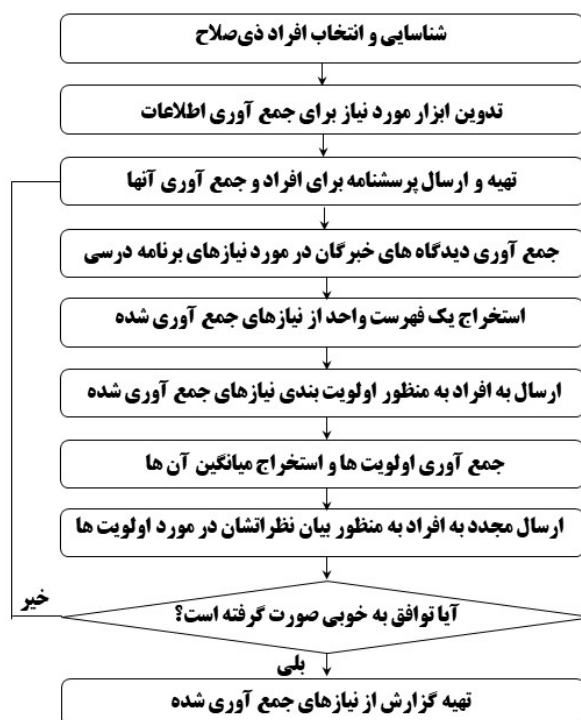 شناسایی و انتخاب افراد ذی‌صلاح
تدوین ابزار مورد نیاز برای جمع آوری اطلاعات
تهیه و ارسال پرسشنامه برای افراد و جمع آوری آنها
جمع آوری دیدگاه های خبرگان در مورد نیازهای برنامه درسی
استخراج یک فهرست واحد از نیازهای جمع آوری شده
ارسال به افراد به منظور اولویت بندی نیازهای جمع آوری شده
جمع آوری اولویت ها و استخراج میانگین آن ها
ارسال مجدد به افراد به منظور بیان نظراتشان در مورد اولویت ها
خیر
آیا توافق به خوبی صورت گرفته است؟
بلی
تهیه گزارش از نیازهای جمع آوری شده